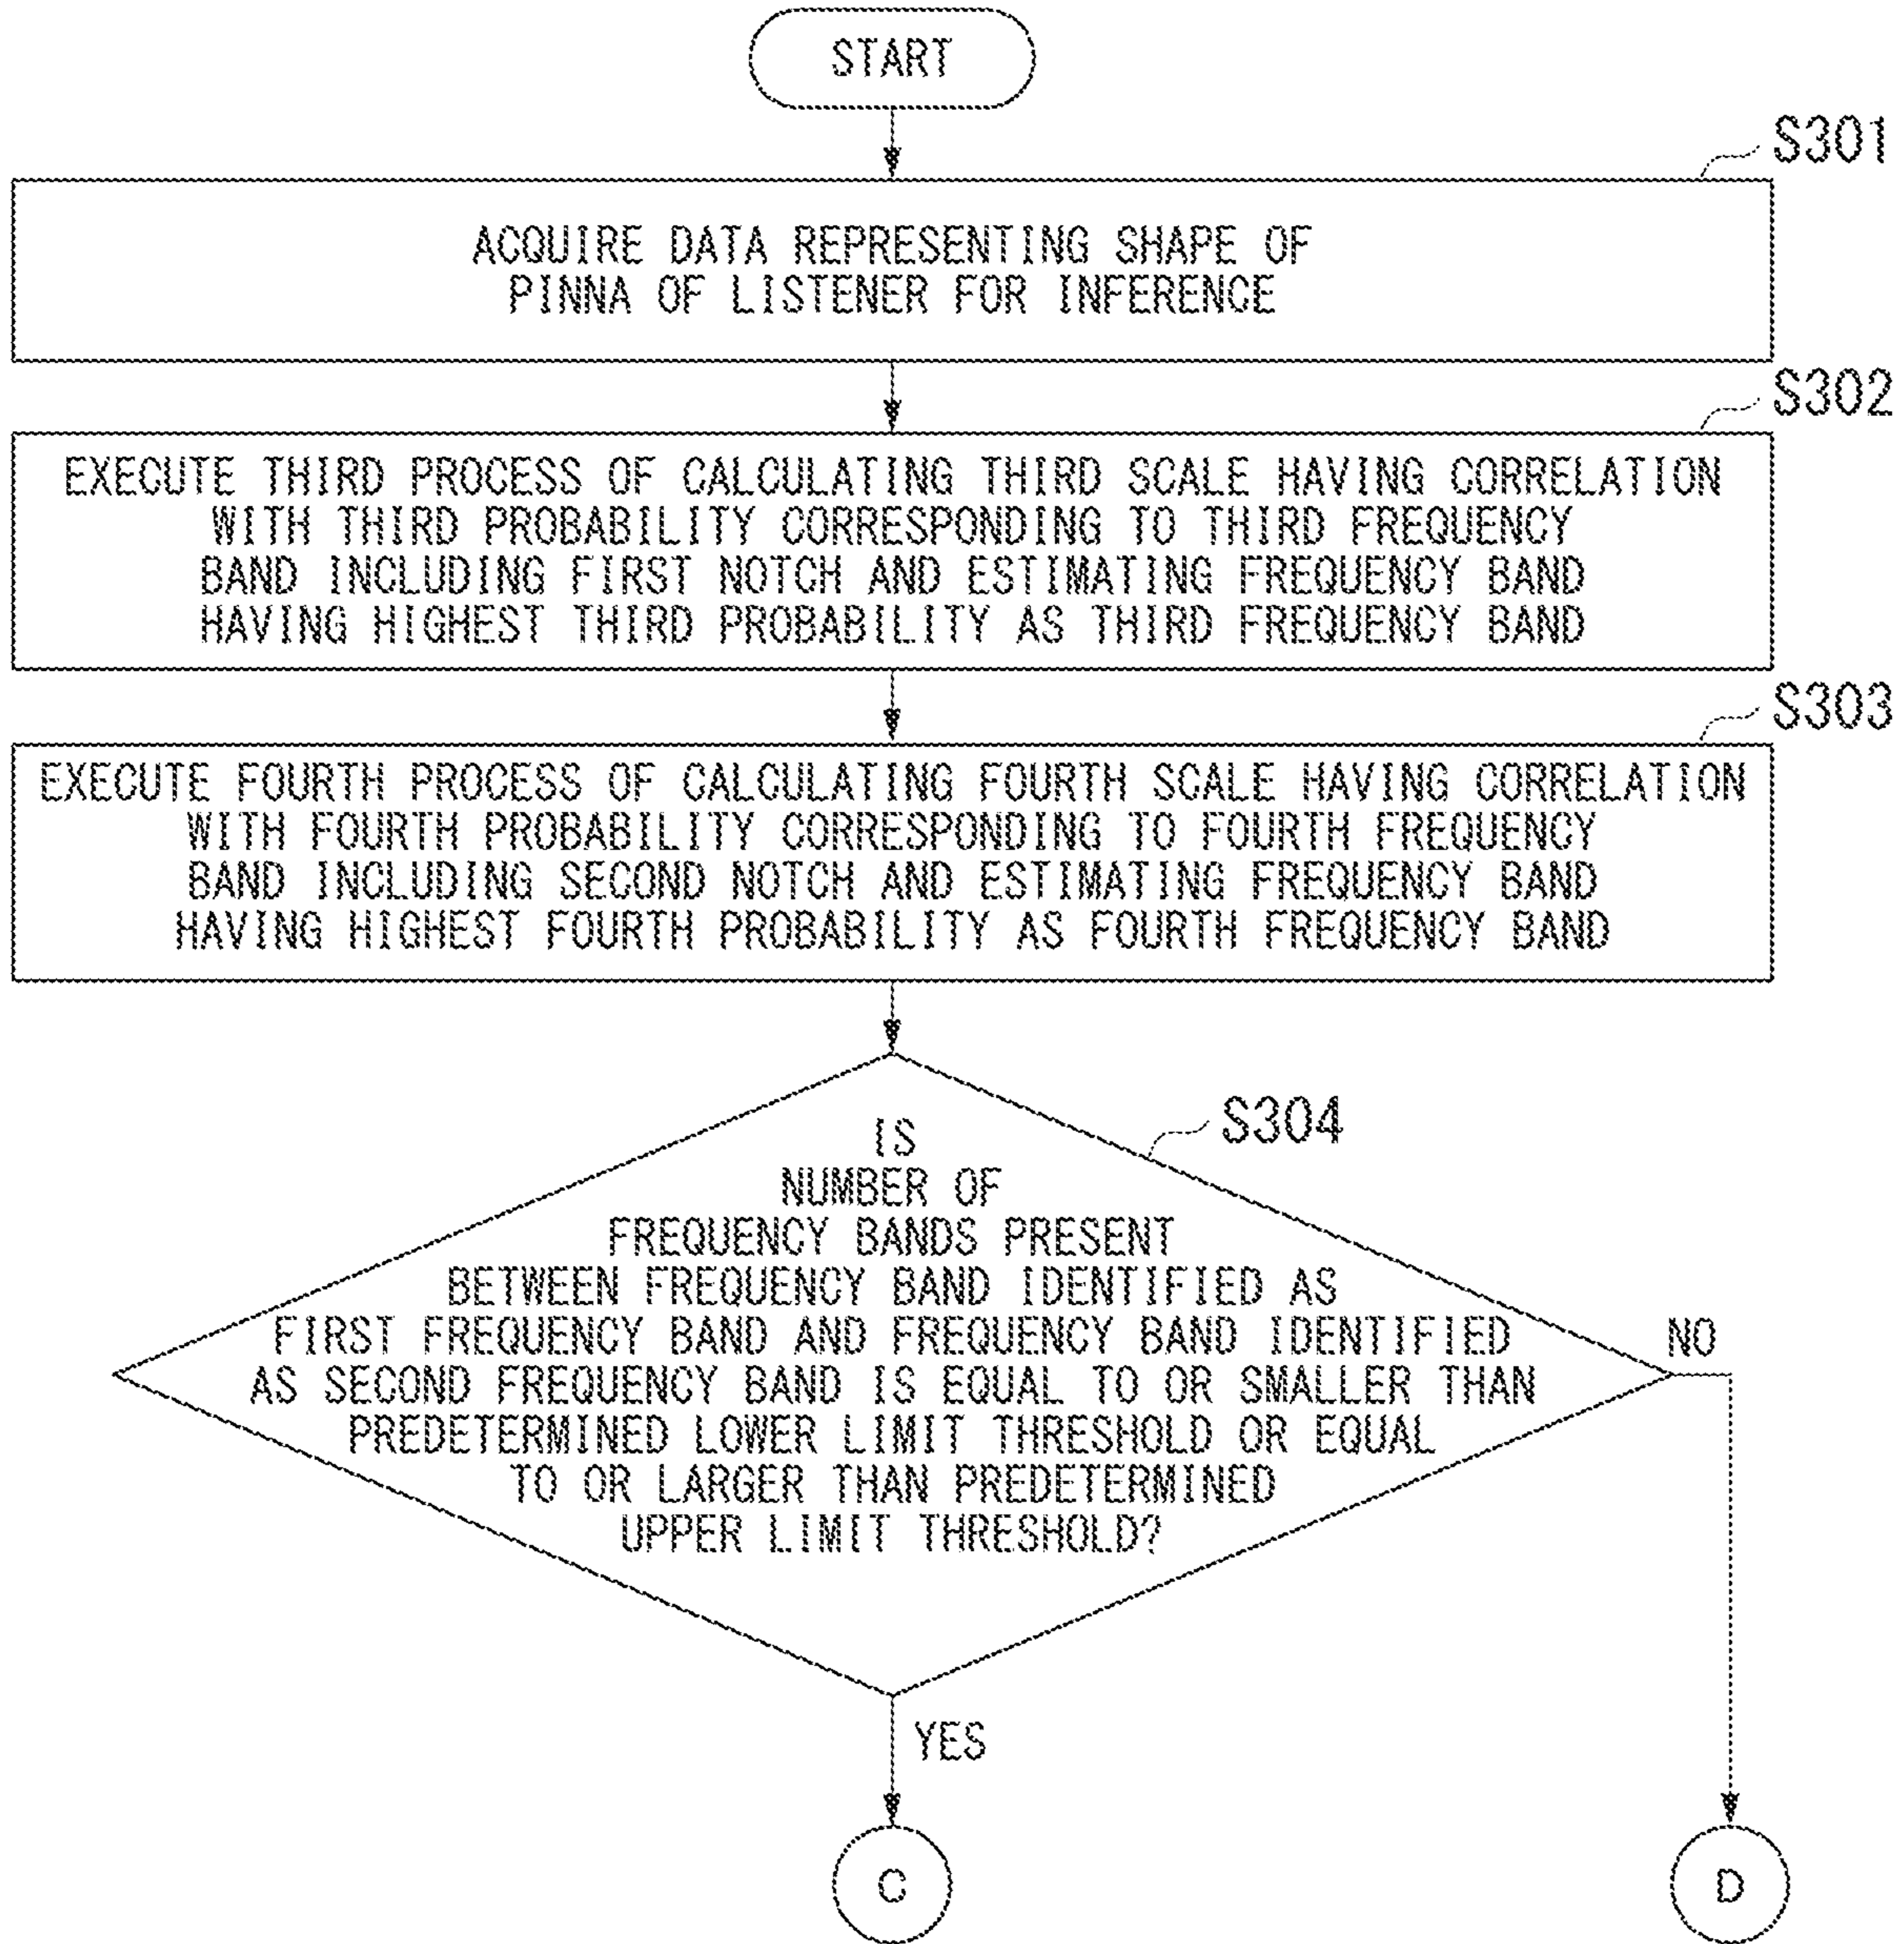 START
S301
ACQUIRE DATA REPRESENTING SHAPE OF
PINNA OF LISTENER FOR INFERENCE
S302
EXECUTE THIRD PROCESS OF CALCULATING THIRD SCALE HAVING CORRELATION
WITH THIRD PROBABILITY CORRESPONDING TO THIRD FREQUENCY
BAND INCLUDING FIRST NOTCH AND ESTIMATING FREQUENCY BAND
HAVING HIGHEST THIRD PROBABILITY AS THIRD FREQUENCY BAND
S303
EXECUTE FOURTH PROCESS OF CALCULATING FOURTH SCALE HAVING CORRELATION
WITH FOURTH PROBABILITY CORRESPONDING TO FOURTH FREQUENCY
BAND INCLUDING SECOND NOTCH AND ESTIMATING FREQUENCY BAND
HAVING HIGHEST FOURTH PROBABILITY AS FOURTH FREQUENCY BAND
S304
IS
NUMBER OF
FREQUENCY BANDS PRESENT
BETWEEN FREQUENCY BAND IDENTIFIED AS
FIRST FREQUENCY BAND AND FREQUENCY BAND IDENTIFIED
AS SECOND FREQUENCY BAND IS EQUAL TO OR SMALLER THAN
PREDETERMINED LOWER LIMIT THRESHOLD OR EQUAL
TO OR LARGER THAN PREDETERMINED
UPPER LIMIT THRESHOLD?
NO
YES
C
D